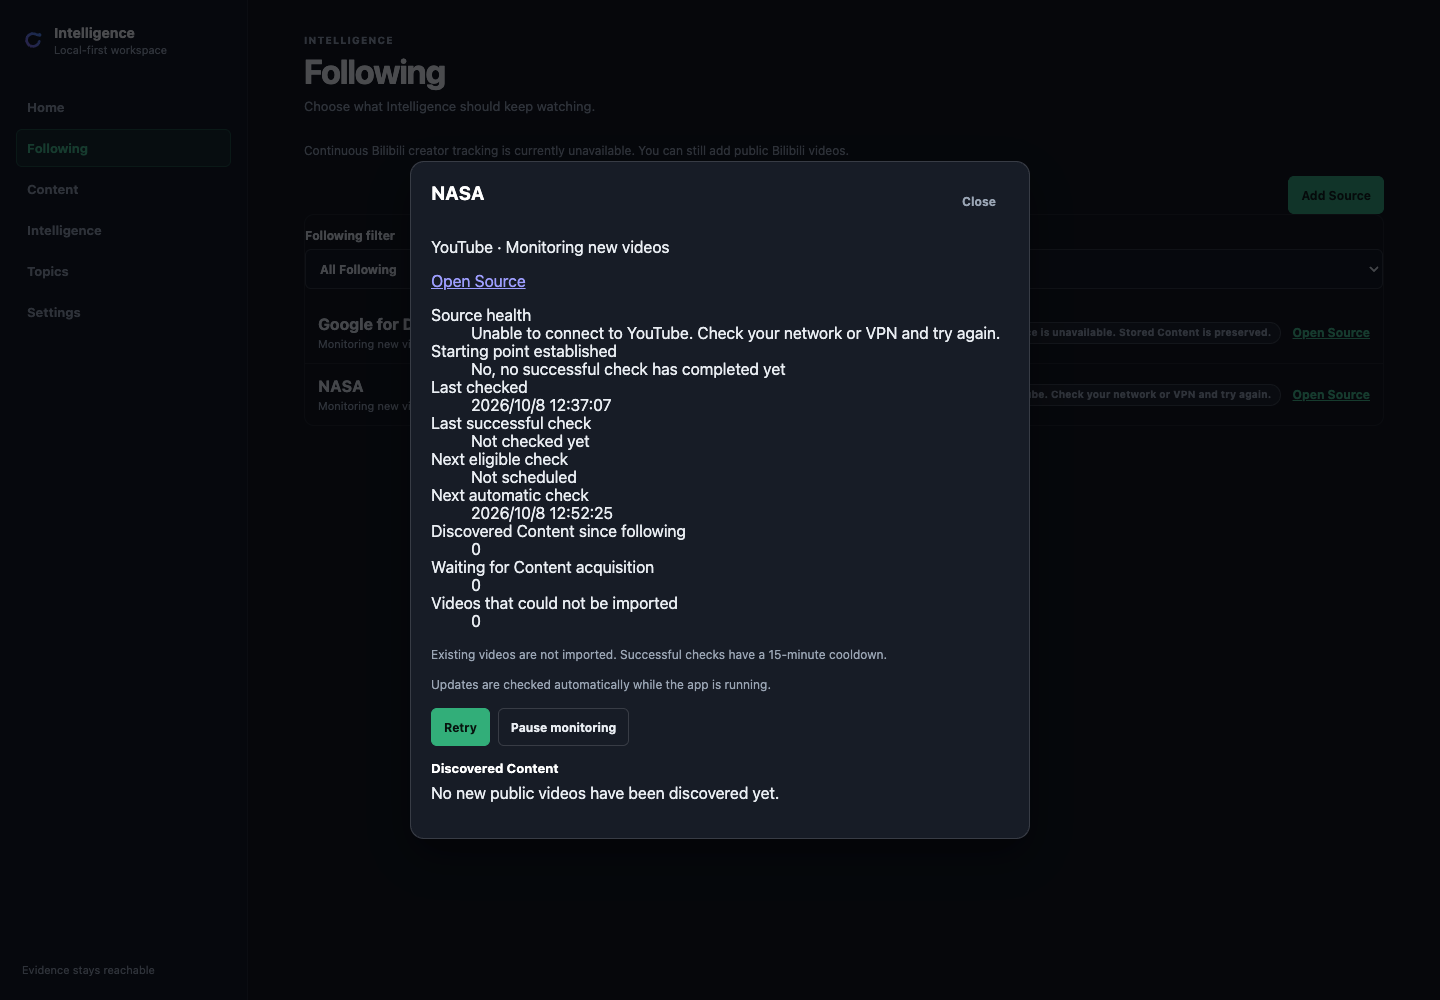 Intelligence
Local-first workspace
Home
Following
Content
Intelligence
Topics
Settings
Evidence stays reachable
INTELLIGENCE
Following
Choose what Intelligence should keep watching.
Continuous Bilibili creator tracking is currently unavailable. You can still add public Bilibili videos.
Add Source
Following filter
All Following
Google for
Monitoring new
is unavailable. Stored Content is preserved.
Open Source
NASA
Monitoring new
Check your network or VPN and try again.
Open Source
NASA
Close
YouTube · Monitoring new videos
Open Source
Source health
Unable to connect to YouTube. Check your network or VPN and try again.
Starting point established
No, no successful check has completed yet
Last checked
2026/10/8 12:37:07
Last successful check
Not checked yet
Next eligible check
Not scheduled
Next automatic check
2026/10/8 12:52:25
Discovered Content since following
0
Waiting for Content acquisition
0
Videos that could not be imported
0
Existing videos are not imported. Successful checks have a 15-minute cooldown.
Updates are checked automatically while the app is running.
Retry
Pause monitoring
Discovered Content
No new public videos have been discovered yet.